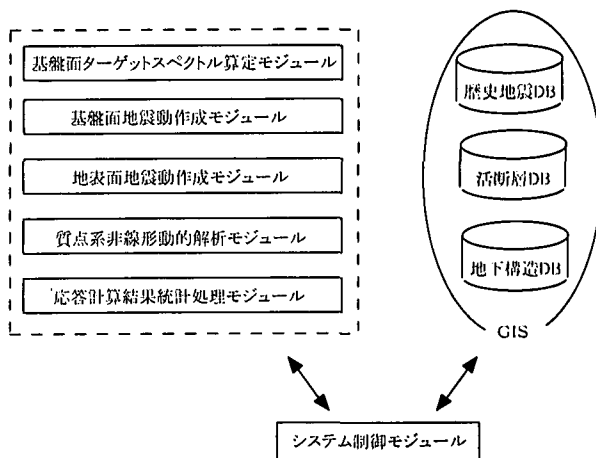 基盤面ターゲットスペクトル算定モジュール
基盤面地震動作成モジュール
地表面地震動作成モジュール
質点系非線形動的解析モジュール
応答計算結果統計処理モジュール
歴史地震DB
活断層DB
地下構造DB
GIS
システム制御モジュール